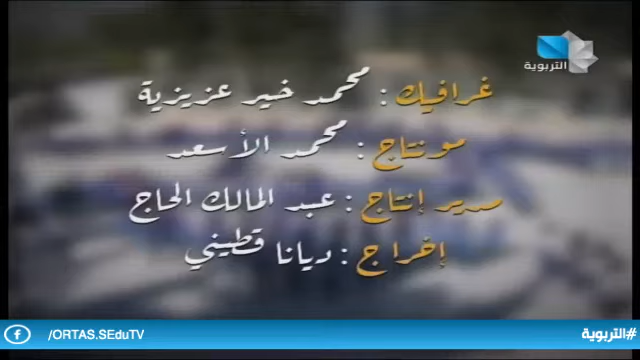 التربوية
غرافيك : محمد خير عزيزية
مونتاج : محمد الأسعد
مدير إنتاج : عبد المالك الحاج
إخراج : ديانا قطيني
/ORTAS.SEduTV
#التربوية